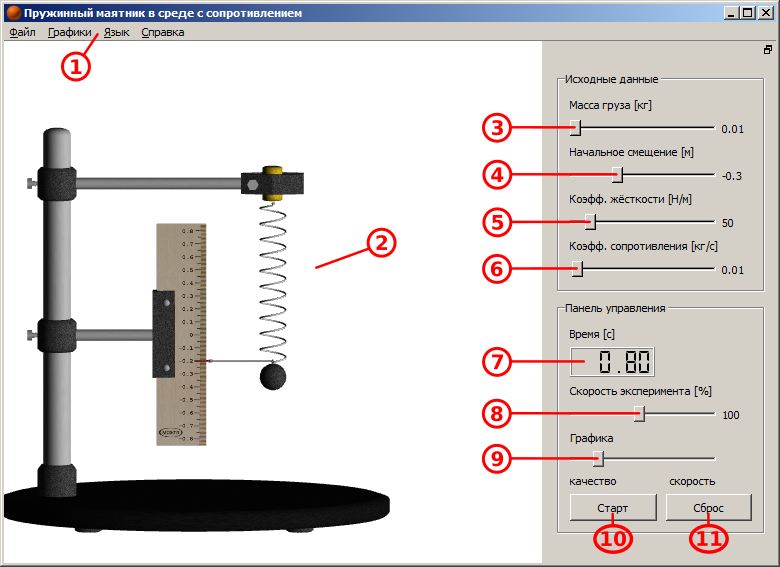 Пружинный маятник в среде с сопротивлением
Файл Графики Язык Справка
1
Исходные данные
Масса груза [кг]
3
0.01
Начальное смещение [м]
4
-0.3
Коэфф. жёсткости [Н/м]
5
50
Коэфф. сопротивления [кг/с]
6
0.01
2
0.8
0.7
0.6
0.5
0.4
0.3
0.2
0.1
0
-0.1
-0.2
-0.3
-0.4
-0.5
-0.6
-0.7
-0.8
Панель управления
Время [с]
7
0.80
Скорость эксперимента [%]
8
100
Графика
9
качество скорость
Старт Сброс
10 11